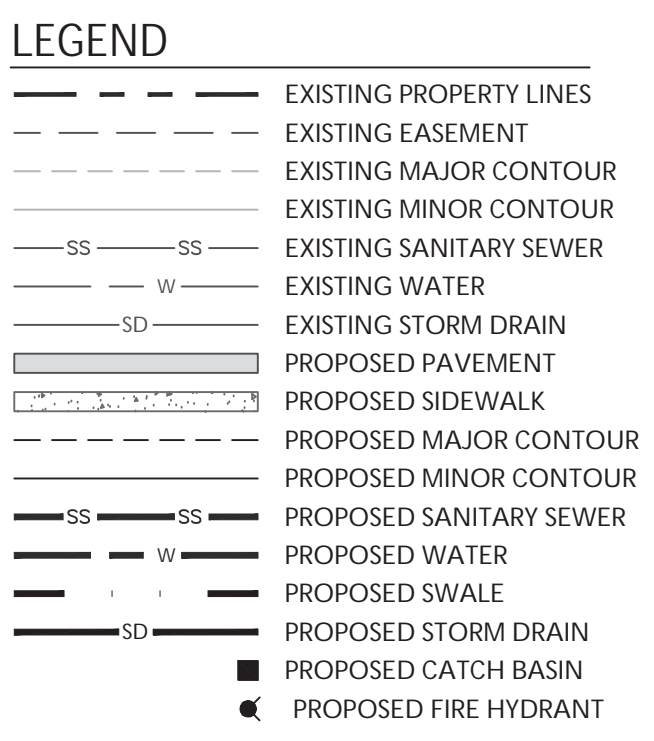 LEGEND
EXISTING PROPERTY LINES
EXISTING EASEMENT
EXISTING MAJOR CONTOUR
EXISTING MINOR CONTOUR
SS SS EXISTING SANITARY SEWER
W EXISTING WATER
SD EXISTING STORM DRAIN
PROPOSED PAVEMENT
PROPOSED SIDEWALK
PROPOSED MAJOR CONTOUR
PROPOSED MINOR CONTOUR
SS SS PROPOSED SANITARY SEWER
W PROPOSED WATER
PROPOSED SWALE
SD PROPOSED STORM DRAIN
PROPOSED CATCH BASIN
PROPOSED FIRE HYDRANT